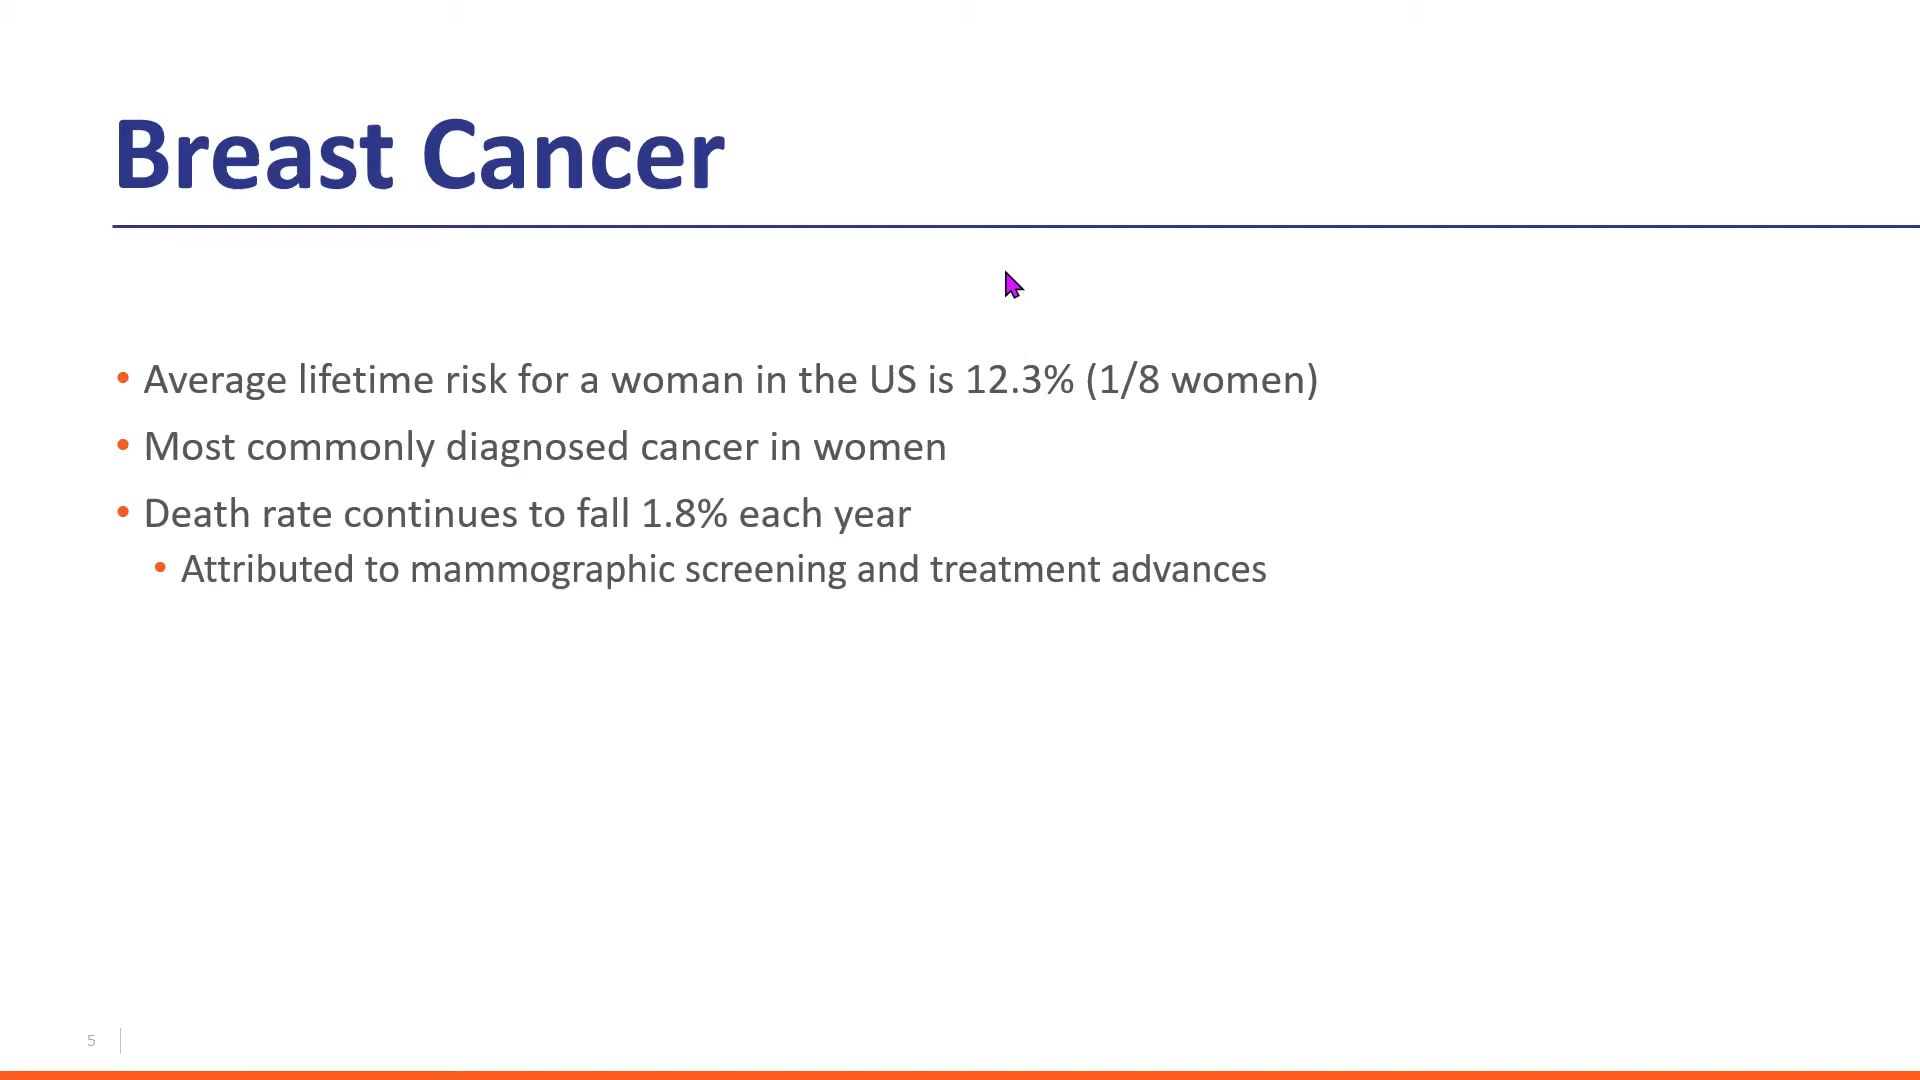 Breast Cancer
• Average lifetime risk for a woman in the US is 12.3% (1/8 women)
• Most commonly diagnosed cancer in women
• Death rate continues to fall 1.8% each year
• Attributed to mammographic screening and treatment advances
5